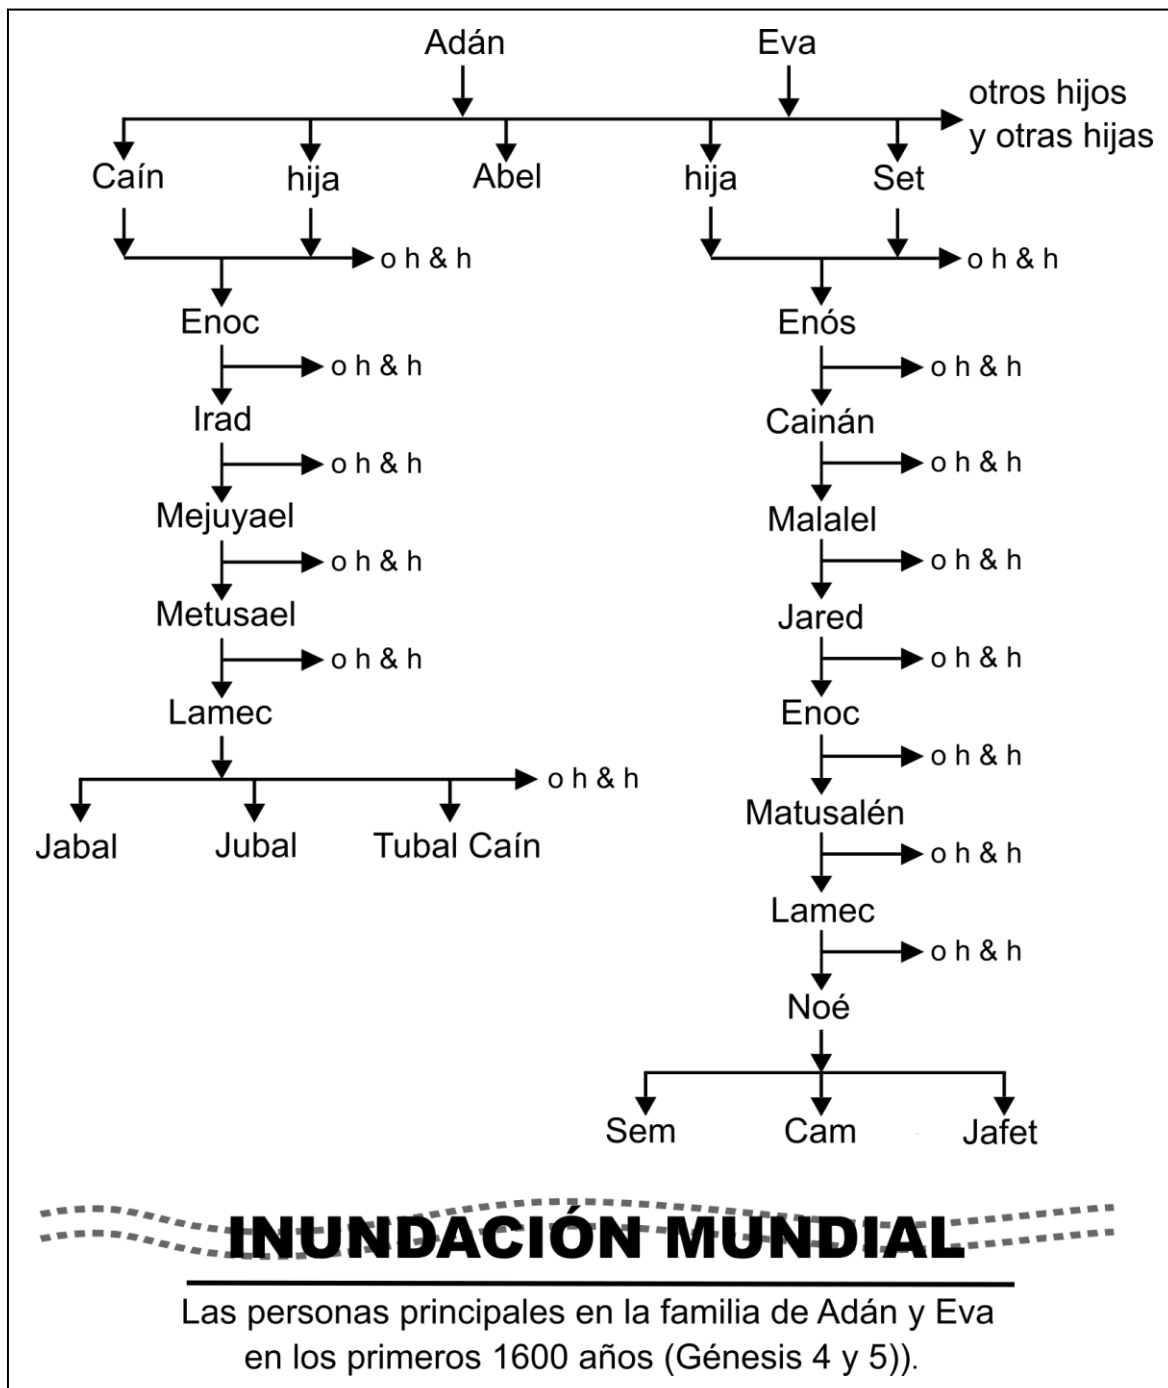 Adán Eva
otros hijos
y otras hijas
Caín hija Abel hija Set
o h & h o h & h
Enoc Enós
o h & h o h & h
Irad Cainán
o h & h o h & h
Mejuyael Malalel
o h & h o h & h
Metusael Jared
o h & h o h & h
Lamec Enoc
o h & h o h & h
Jabal Jubal Tubal Caín Matusalén
o h & h
Lamec
o h & h
Noé
Sem Cam Jafet
INUNDACIÓN MUNDIAL
Las personas principales en la familia de Adán y Eva
en los primeros 1600 años (Génesis 4 y 5)).